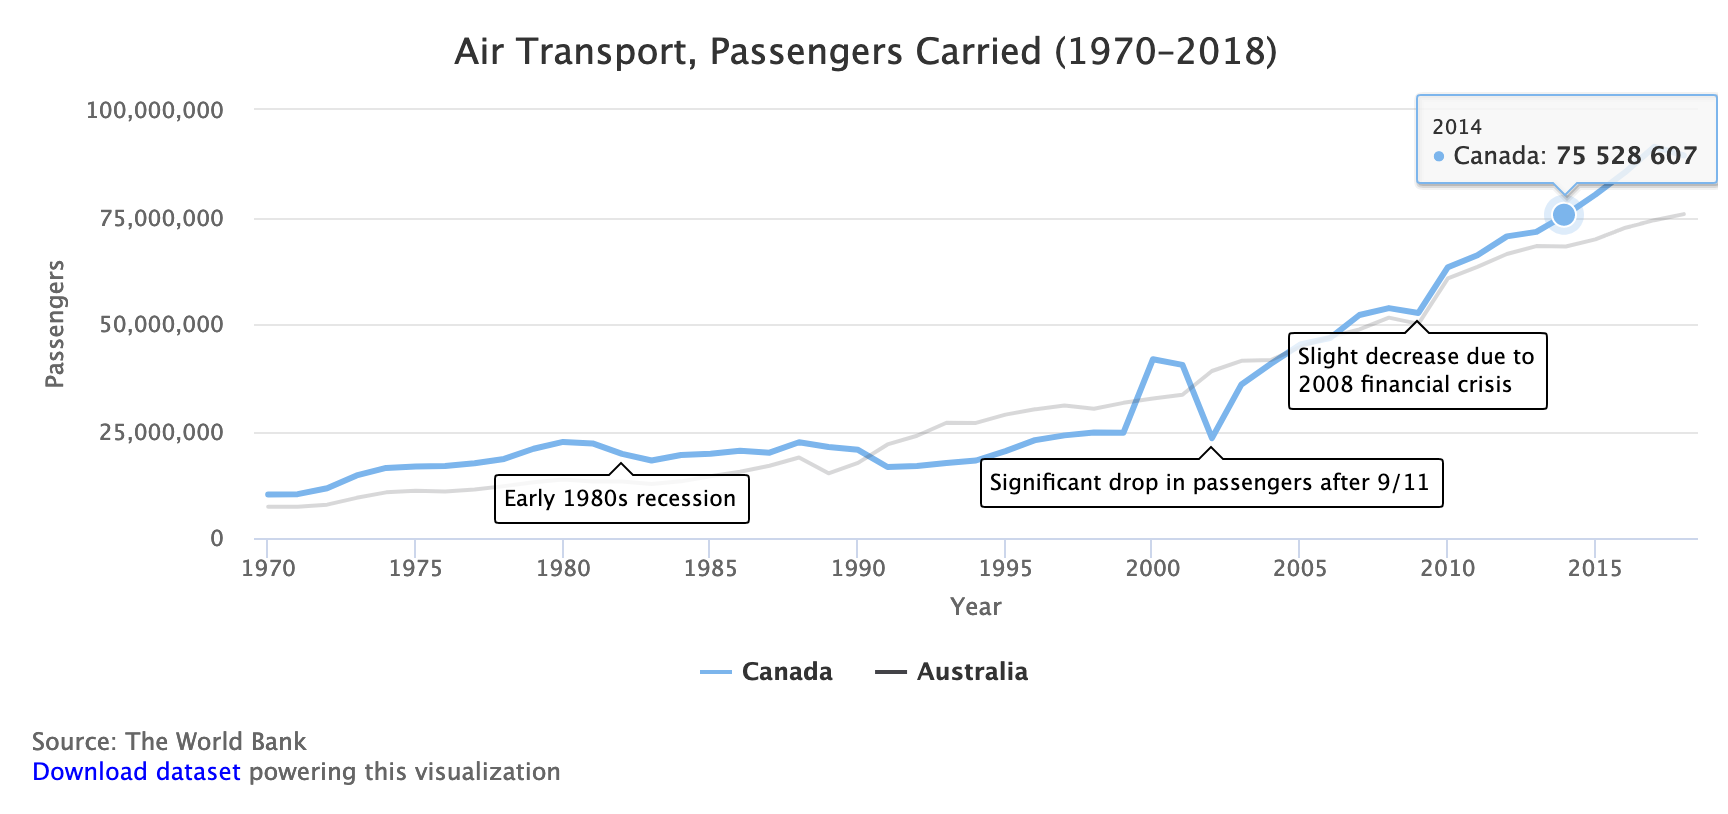 Air Transport, Passengers Carried (1970–2018)
100,000,000
75,000,000
50,000,000
25,000,000
0
Passengers
2014
Canada: 75 528 607
Slight decrease due to
2008 financial crisis
Significant drop in passengers after 9/11
Early 1980s recession
1970 1975 1980 1985 1990 1995 2000 2005 2010 2015
Year
Canada Australia
Source: The World Bank
Download dataset powering this visualization